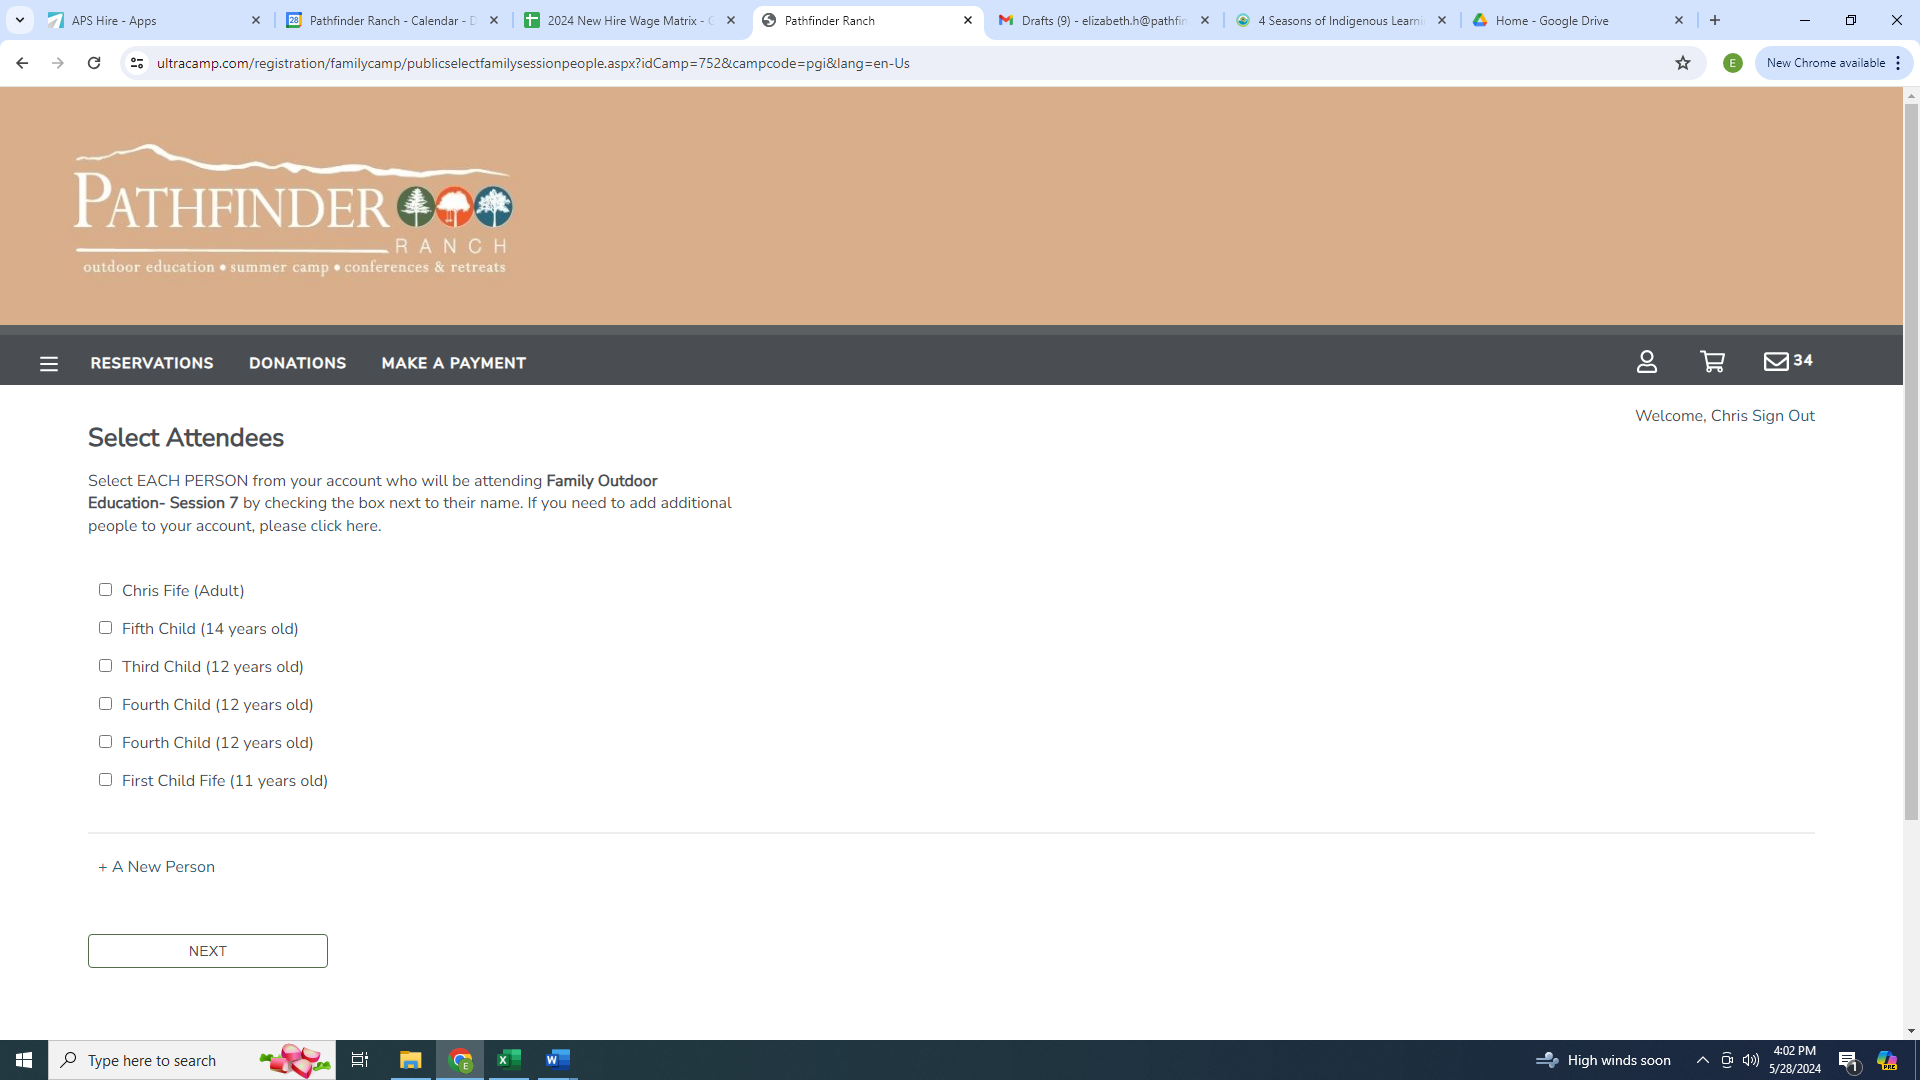 APS Hire - Apps
28 Pathfinder Ranch - Calendar - D
2024 New Hire Wage Matrix - G
Pathfinder Ranch
Drafts (9) - elizabeth.h@pathfin
4 Seasons of Indigenous Learni
Home - Google Drive
ultracamp.com/registration/familycamp/publicselectfamilysessionpeople.aspx?idCamp=752&campcode=pgi&lang=en-Us
E
New Chrome available
PATHFINDER
RANCH
outdoor education • summer camp • conferences & retreats
RESERVATIONS DONATIONS MAKE A PAYMENT 34
Welcome, Chris Sign Out
Select Attendees
Select EACH PERSON from your account who will be attending Family Outdoor
Education- Session 7 by checking the box next to their name. If you need to add additional
people to your account, please click here.
Chris Fife (Adult)
Fifth Child (14 years old)
Third Child (12 years old)
Fourth Child (12 years old)
Fourth Child (12 years old)
First Child Fife (11 years old)
+ A New Person
NEXT
Type here to search
E
X
W
High winds soon
4:02 PM
5/28/2024
1
PRE